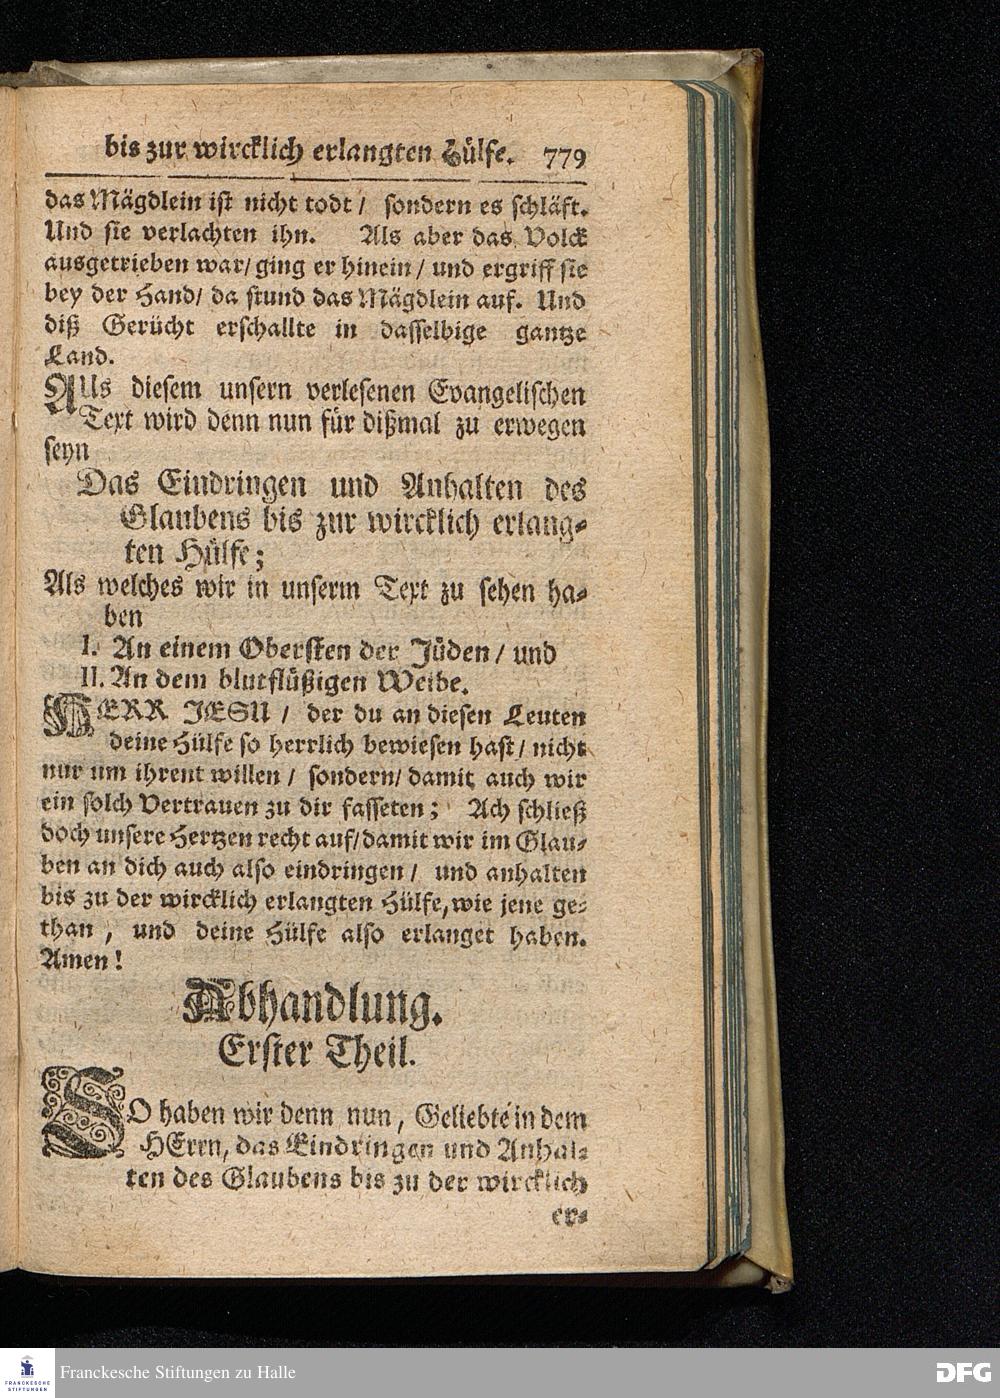 bis zur wircklich erlangten Hülfe. 779
das Mägdlein ist nicht todt / sondern es schläft.
Und sie verlachten ihn. Als aber das Volck
ausgetrieben war/ ging er hinein / und ergriff sie
bey der Hand/ da stund das Mägdlein auf. Und
diß Gerücht erschallte in dasselbige gantze
Land.
AUs diesem unsern verlesenen Evangelischen
Text wird denn nun für dißmal zu erwegen
seyn
Das Eindringen und Anhalten des
Glaubens bis zur wircklich erlang-
ten Hülfe;
Als welches wir in unserm Text zu sehen ha-
ben
I. An einem Obersten der Jüden / und
II. An dem blutflüßigen Weibe.
HERR JESU / der du an diesen Leuten
deine Hülfe so herrlich bewiesen hast / nicht
nur um ihrent willen / sondern/ damit auch wir
ein solch Vertrauen zu dir fasseten; Ach schließ
doch unsere Hertzen recht auf/ damit wir im Glau-
ben an dich auch also eindringen / und anhalten
bis zu der wircklich erlangten Hülfe, wie jene ge-
than, und deine Hülfe also erlanget haben.
Amen!
Abhandlung.
Erster Theil.
SO haben wir denn nun, Geliebte in dem
HErrn, das Eindringen und Anhal-
ten des Glaubens bis zu der wircklich
er-
FRANCKESCHE
STIFTUNGEN
Franckesche Stiftungen zu Halle
DFG